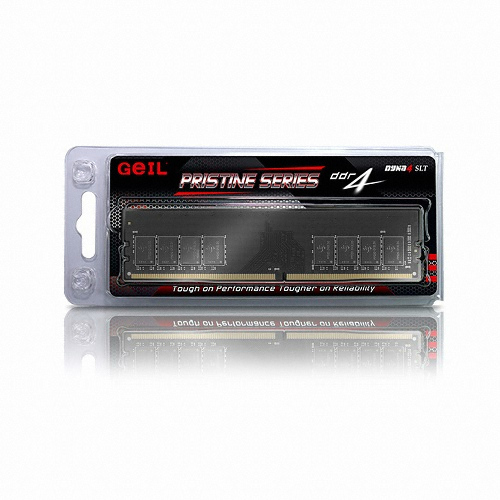 GeIL
PRISTINE SERIES
ddr4
DYNA4 SLT
Tough on Performance Tougher on Reliability